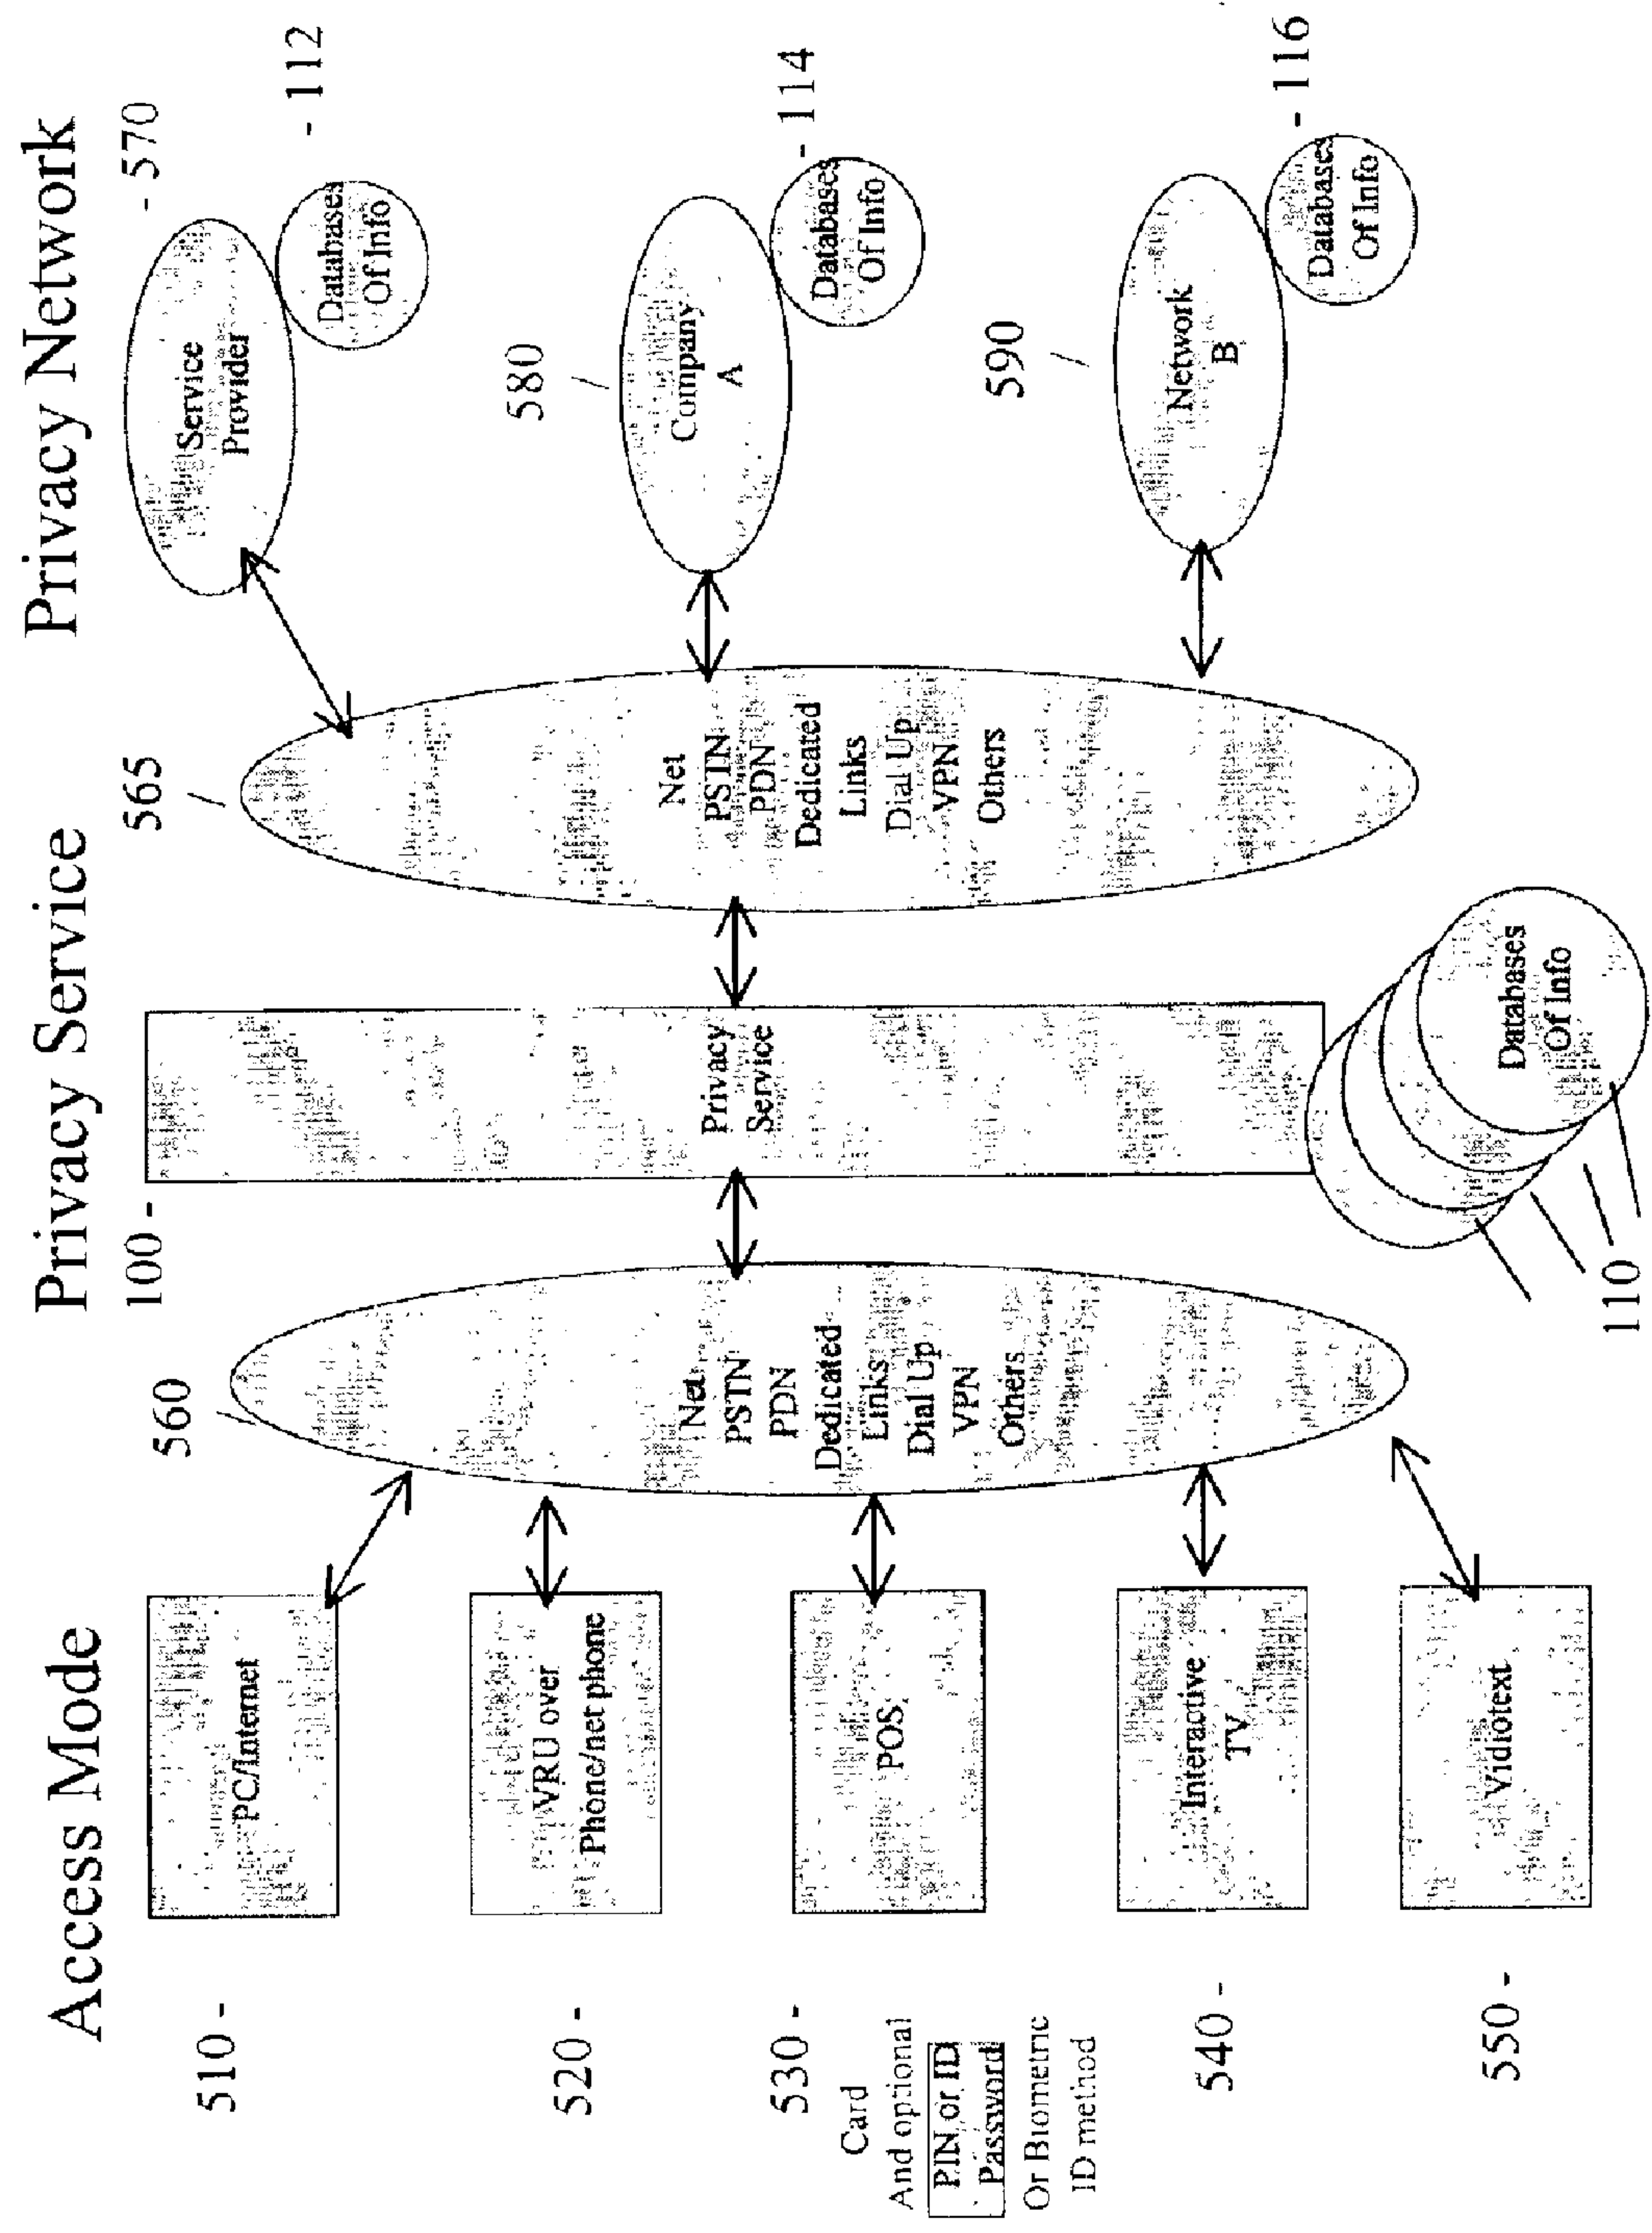 Access Mode
Privacy Service
Privacy Network
510 -
PC/Internet
520 -
VRU over
Phone/net phone
530 -
Card
And optional
PIN or ID
Password
Or Biometric
ID method
POS
540 -
Interactive
TV
550 -
Vidiotext
560
Net
PSTN
PDN
Dedicated
Links
Dial Up
VPN
Others
100 -
Privacy
Service
110
Databases
Of Info
565
Net
PSTN
PDN
Dedicated
Links
Dial Up
VPN
Others
- 570
Service
Provider
Databases
Of Info
- 112
580
Company
A
Databases
Of Info
- 114
590
Network
B
Databases
Of Info
- 116